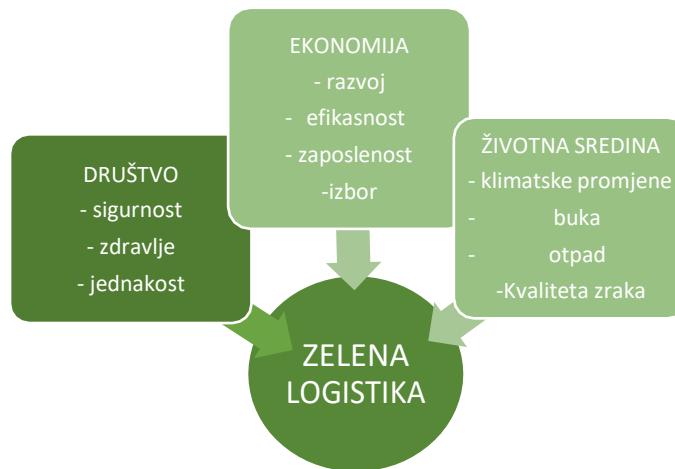 DRUŠTVO
- sigurnost
- zdravlje
- jednakost
EKONOMIJA
- razvoj
- efikasnost
- zaposlenost
-izbor
ŽIVOTNA SREDINA
- klimatske promjene
- buka
- otpad
-Kvaliteta zraka
ZELENA
LOGISTIKA